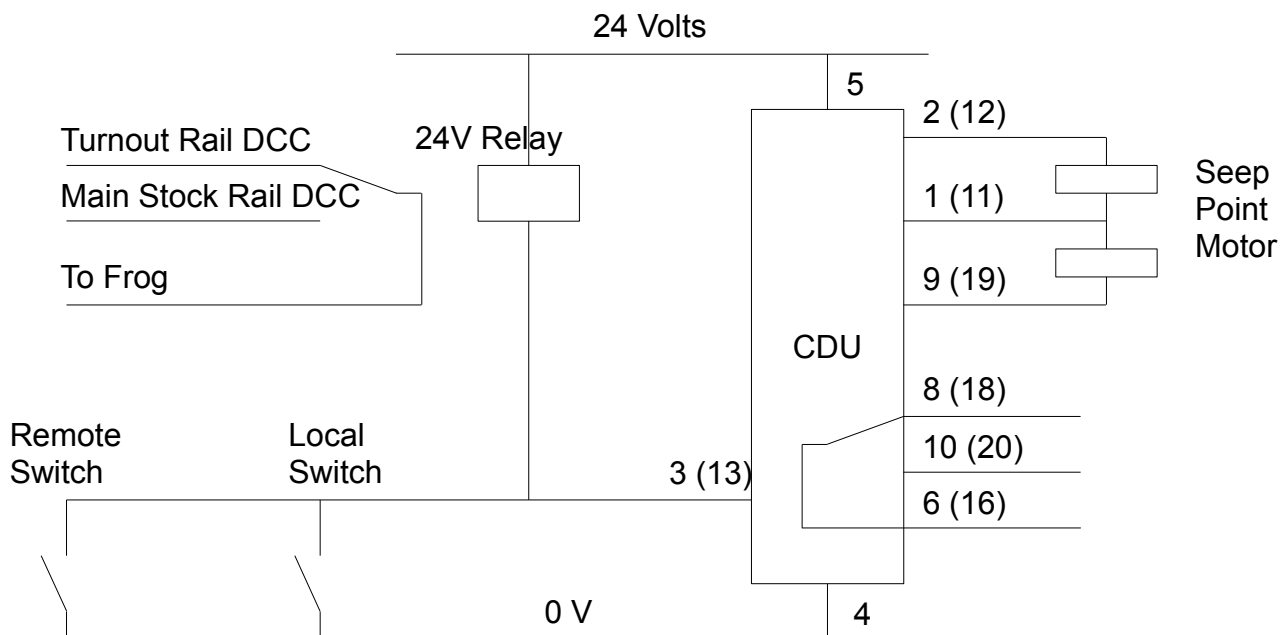 24 Volts
5
2 (12)
Turnout Rail DCC
24V Relay
Main Stock Rail DCC
1 (11)
Seep
Point
Motor
To Frog
9 (19)
CDU
8 (18)
Remote
Switch
Local
Switch
10 (20)
3 (13)
6 (16)
0 V
4